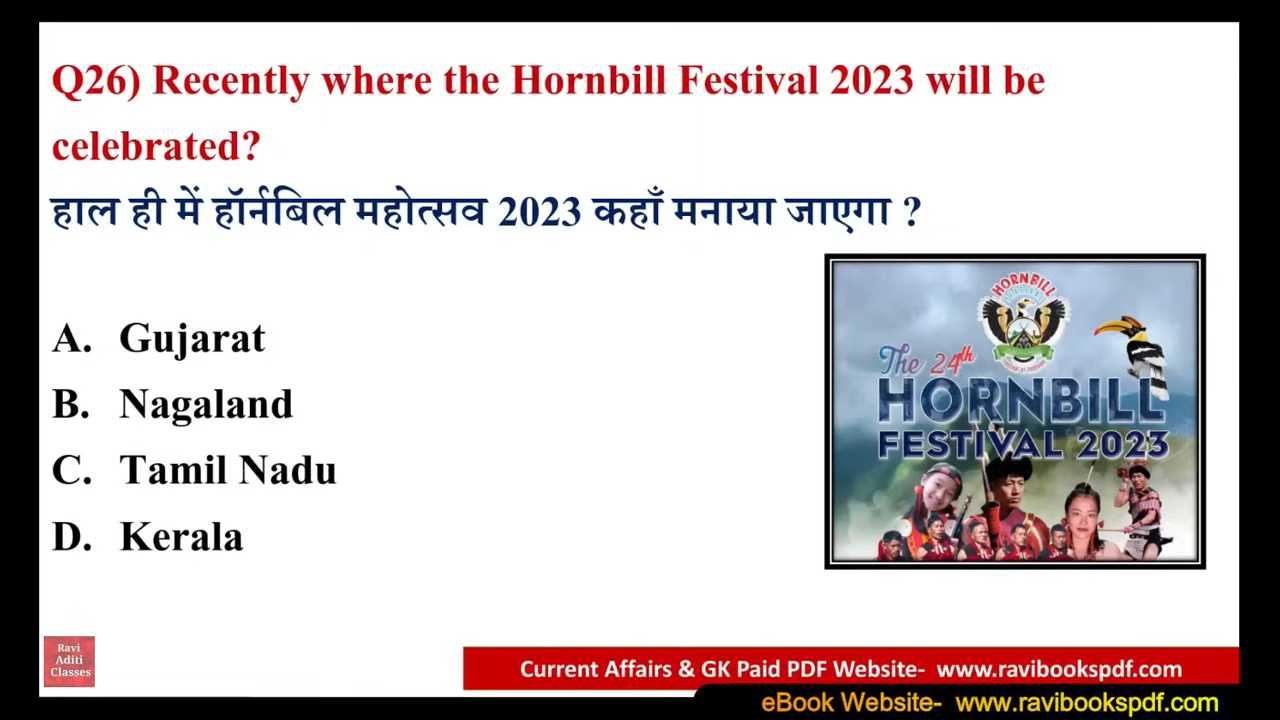 Q26) Recently where the Hornbill Festival 2023 will be
celebrated?
हाल ही में हॉर्नबिल महोत्सव 2023 कहाँ मनाया जाएगा ?
A. Gujarat
B. Nagaland
C. Tamil Nadu
D. Kerala
HORNBILL
The 24th
HORNBILL
FESTIVAL 2023
Ravi
Aditi
Classes
Current Affairs & GK Paid PDF Website- www.ravibookspdf.com
eBook Website- www.ravibookspdf.com